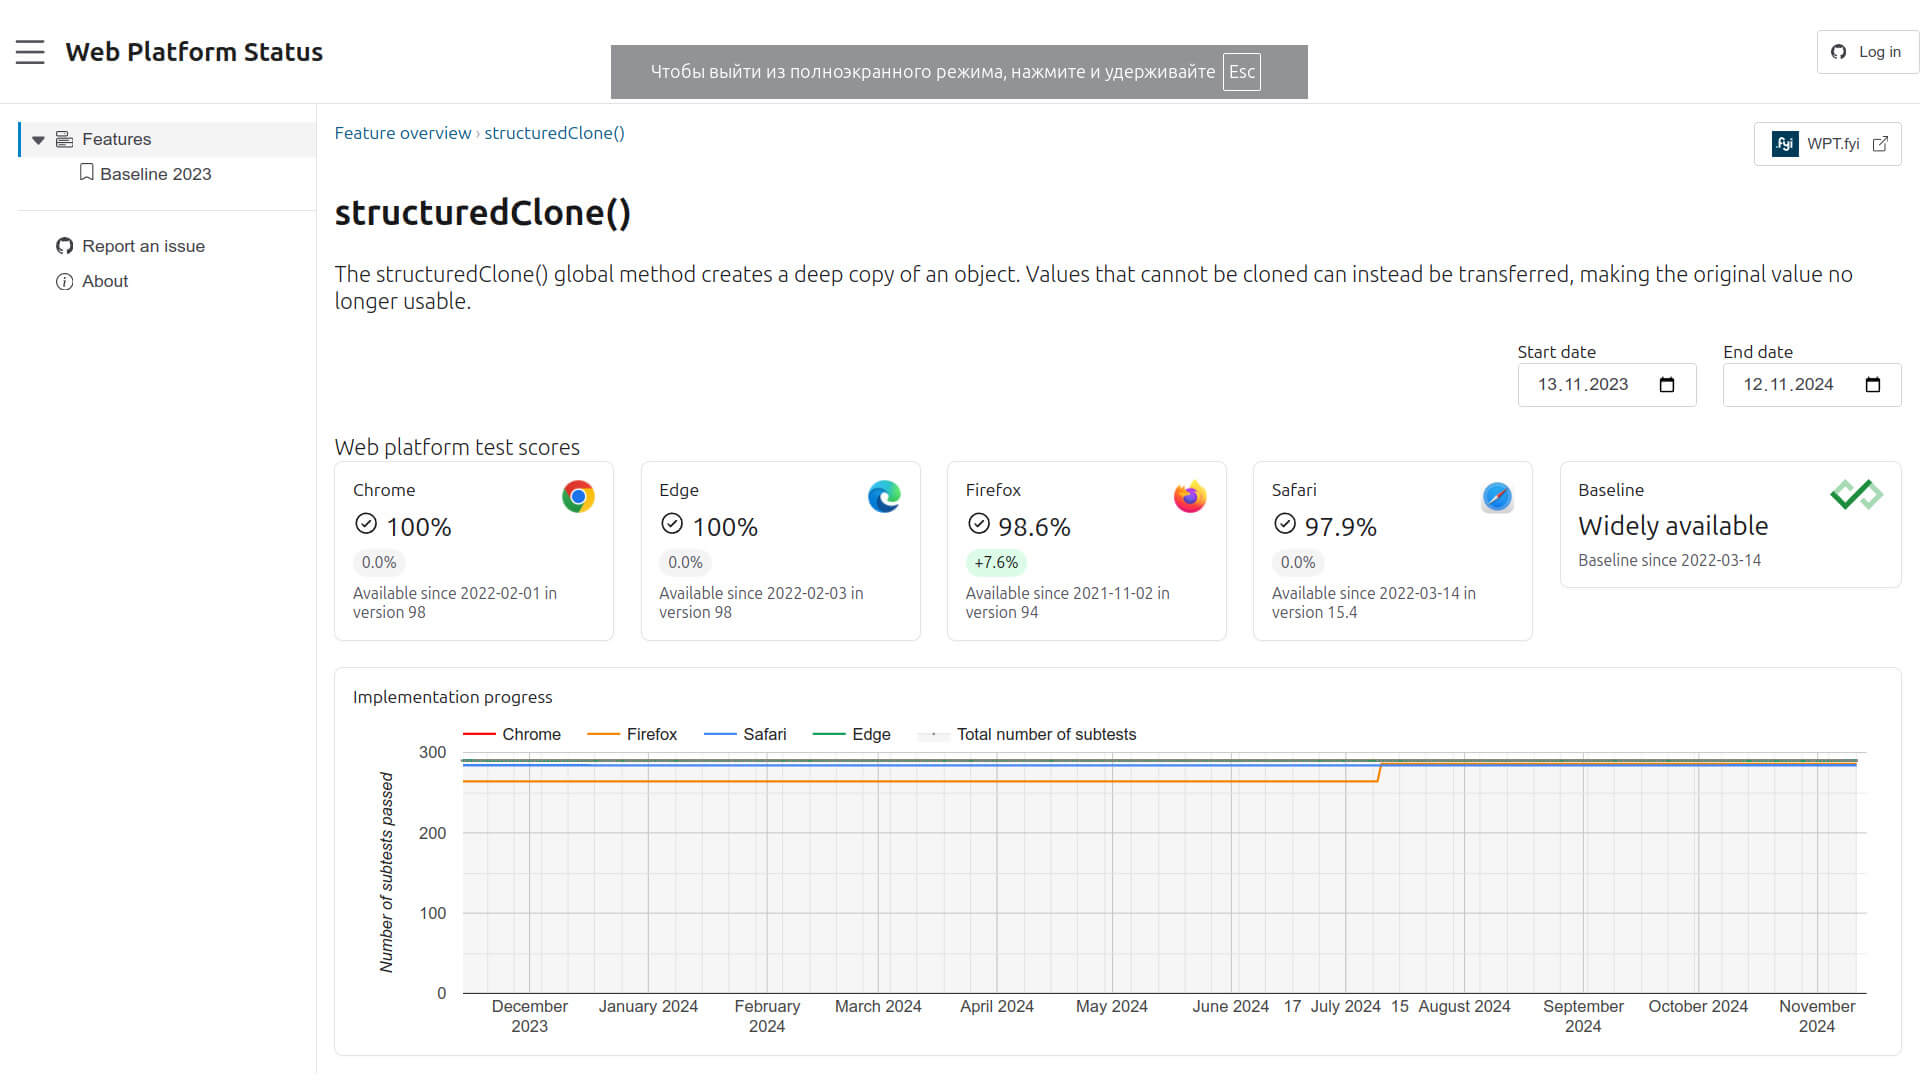 Web Platform Status
Чтобы выйти из полноэкранного режима, нажмите и удерживайте Esc
Log in
Features
Baseline 2023
Report an issue
About
Feature overview › structuredClone()
.fyi WPT.fyi
structuredClone()
The structuredClone() global method creates a deep copy of an object. Values that cannot be cloned can instead be transferred, making the original value no
longer usable.
Start date
13.11.2023
End date
12.11.2024
Web platform test scores
Chrome
100%
0.0%
Available since 2022-02-01 in
version 98
Edge
100%
0.0%
Available since 2022-02-03 in
version 98
Firefox
98.6%
+7.6%
Available since 2021-11-02 in
version 94
Safari
97.9%
0.0%
Available since 2022-03-14 in
version 15.4
Baseline
Widely available
Baseline since 2022-03-14
Implementation progress
Chrome Firefox Safari Edge Total number of subtests
Number of subtests passed
300
200
100
0
December
2023
January 2024
February
2024
March 2024
April 2024
May 2024
June 2024
17
July 2024
15
August 2024
September
2024
October 2024
November
2024